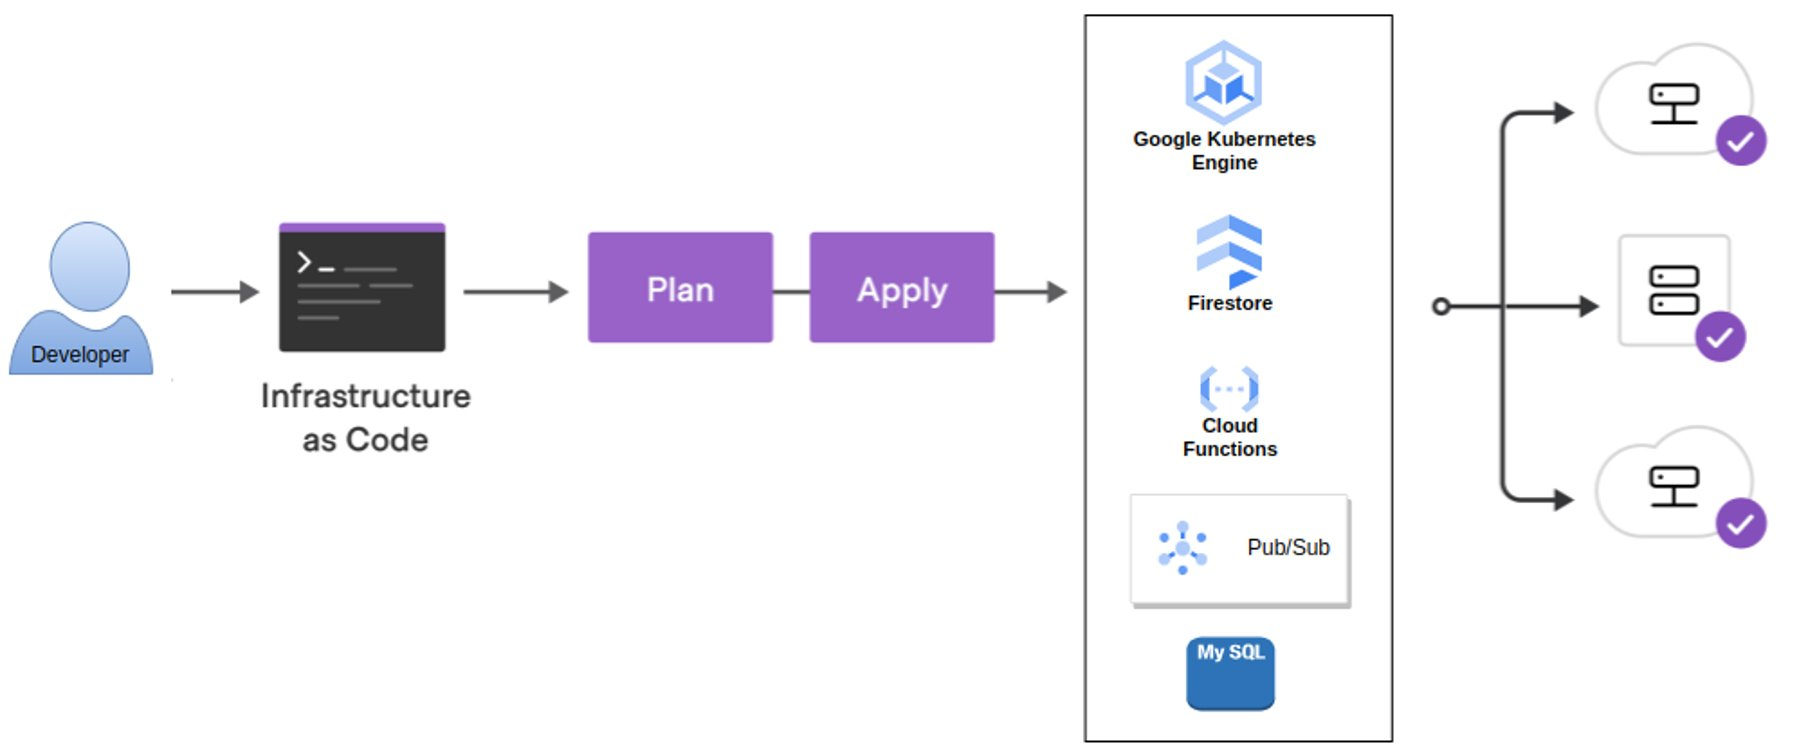 Developer
Infrastructure
as Code
Plan
Apply
Google Kubernetes
Engine
Firestore
Cloud
Functions
Pub/Sub
My SQL